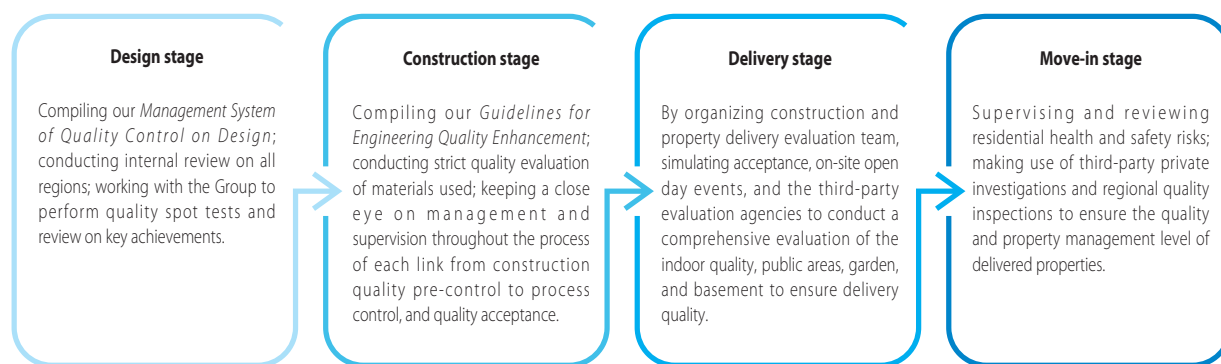 Design stage
Compiling our Management System
of Quality Control on Design;
conducting internal review on all
regions; working with the Group to
perform quality spot tests and
review on key achievements.
Construction stage
Compiling our Guidelines for
Engineering Quality Enhancement;
conducting strict quality evaluation
of materials used; keeping a close
eye on management and
supervision throughout the process
of each link from construction
quality pre-control to process
control, and quality acceptance.
Delivery stage
By organizing construction and
property delivery evaluation team,
simulating acceptance, on-site open
day events, and the third-party
evaluation agencies to conduct a
comprehensive evaluation of the
indoor quality, public areas, garden,
and basement to ensure delivery
quality.
Move-in stage
Supervising and reviewing
residential health and safety risks;
making use of third-party private
investigations and regional quality
inspections to ensure the quality
and property management level of
delivered properties.